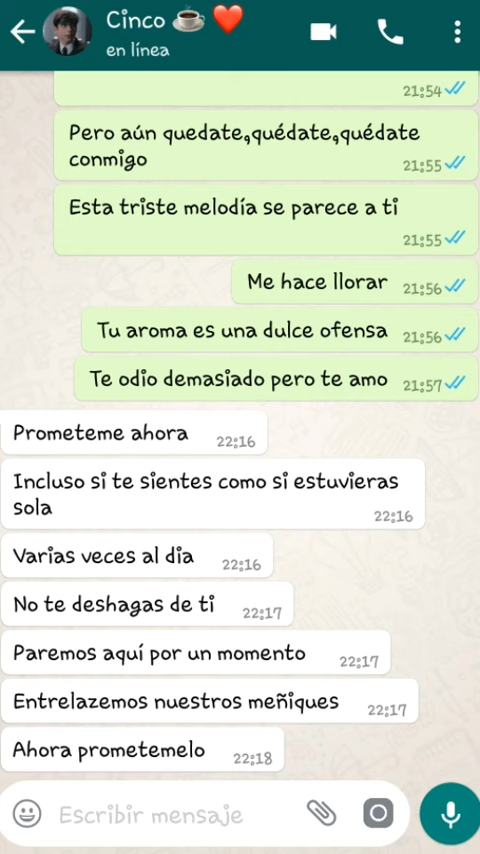 Cinco ☕❤️
en línea
21:54
Pero aún quedate,quédate,quédate
conmigo
21:55
Esta triste melodía se parece a ti
21:55
Me hace llorar 21:56
Tu aroma es una dulce ofensa 21:56
Te odio demasiado pero te amo 21:57
Prometeme ahora 22:16
Incluso si te sientes como si estuvieras
sola
22:16
Varias veces al dia 22:16
No te deshagas de ti 22:17
Paremos aquí por un momento 22:17
Entrelazemos nuestros meñiques 22:17
Ahora prometemelo 22:18
Escribir mensaje